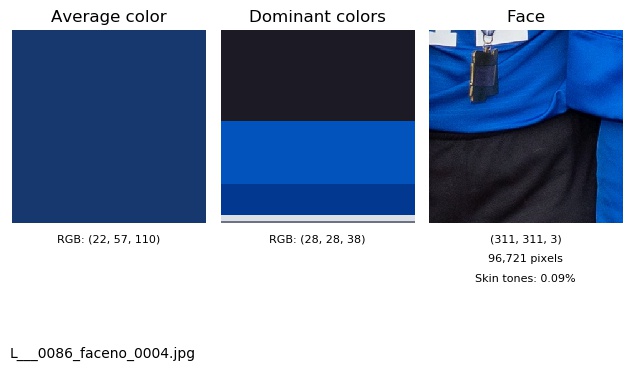 Average color
Dominant colors
Face
RGB: (22, 57, 110)
RGB: (28, 28, 38)
(311, 311, 3)
96,721 pixels
Skin tones: 0.09%
L___0086_faceno_0004.jpg